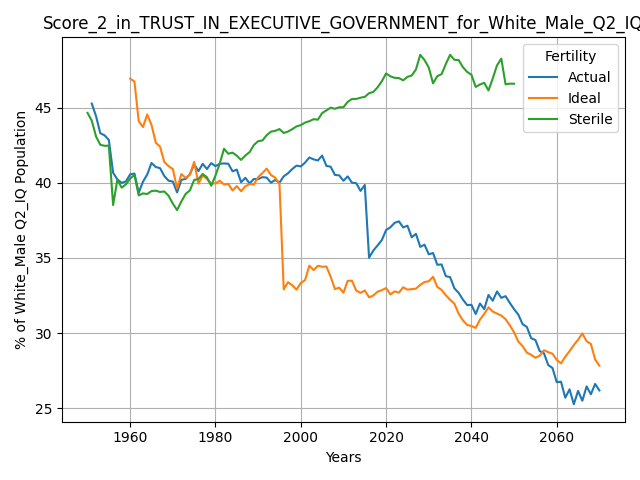 Score_2_in_TRUST_IN_EXECUTIVE_GOVERNMENT_for_White_Male_Q2_IQ
% of White_Male Q2_IQ Population
45
40
35
30
25
Fertility
Actual
Ideal
Sterile
1960 1980 2000 2020 2040 2060
Years